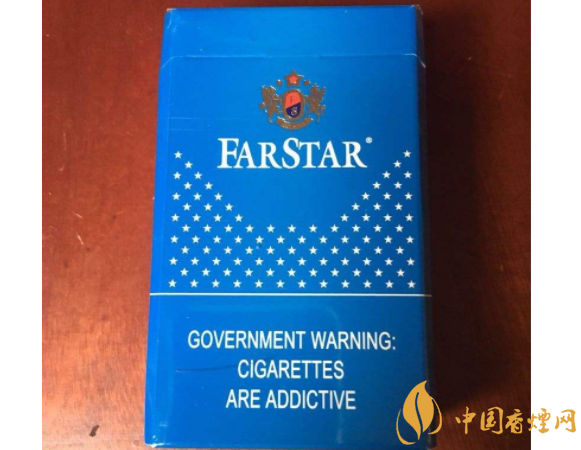 FARSTAR®
GOVERNMENT WARNING:
CIGARETTES
ARE ADDICTIVE
中国香烟网